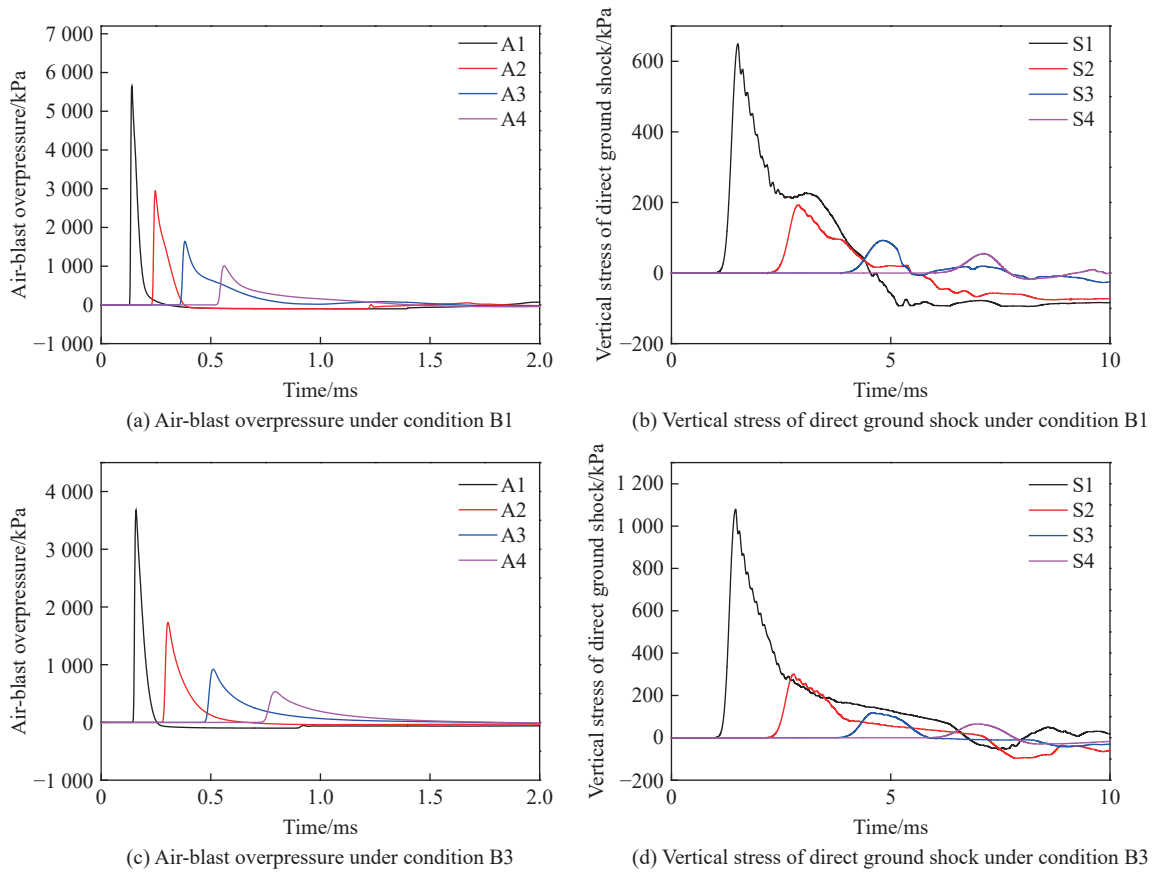 7 000
6 000
5 000
4 000
3 000
2 000
1 000
0
−1 000
Air-blast overpressure/kPa
A1
A2
A3
A4
0 0.5 1.0 1.5 2.0
Time/ms
(a) Air-blast overpressure under condition B1
600
400
200
0
−200
Vertical stress of direct ground shock/kPa
S1
S2
S3
S4
0 5 10
Time/ms
(b) Vertical stress of direct ground shock under condition B1
4 000
3 000
2 000
1 000
0
−1 000
Air-blast overpressure/kPa
A1
A2
A3
A4
0 0.5 1.0 1.5 2.0
Time/ms
(c) Air-blast overpressure under condition B3
1 200
1 000
800
600
400
200
0
−200
Vertical stress of direct ground shock/kPa
S1
S2
S3
S4
0 5 10
Time/ms
(d) Vertical stress of direct ground shock under condition B3